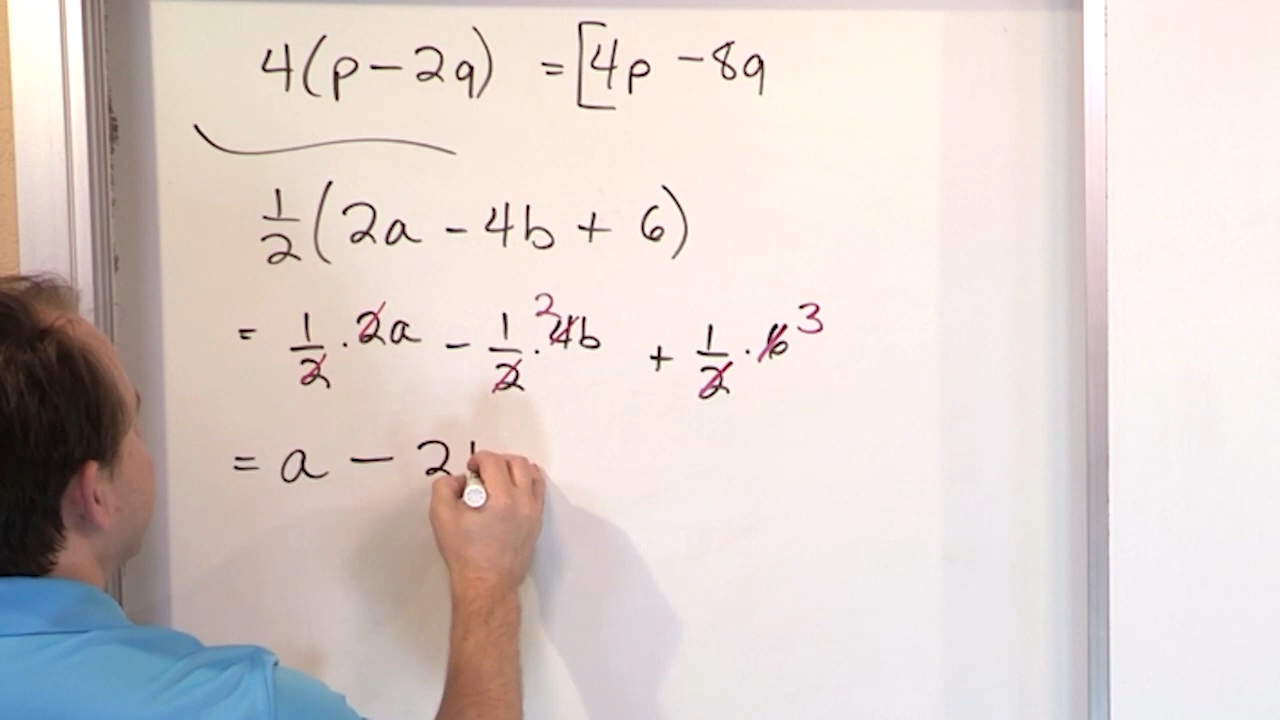 4(p-2q) = [4p - 8q
1/2(2a - 4b + 6)
= 1/2 · 2a - 1/2 · 2 4b + 1/2 · 6 3
= a - 2b